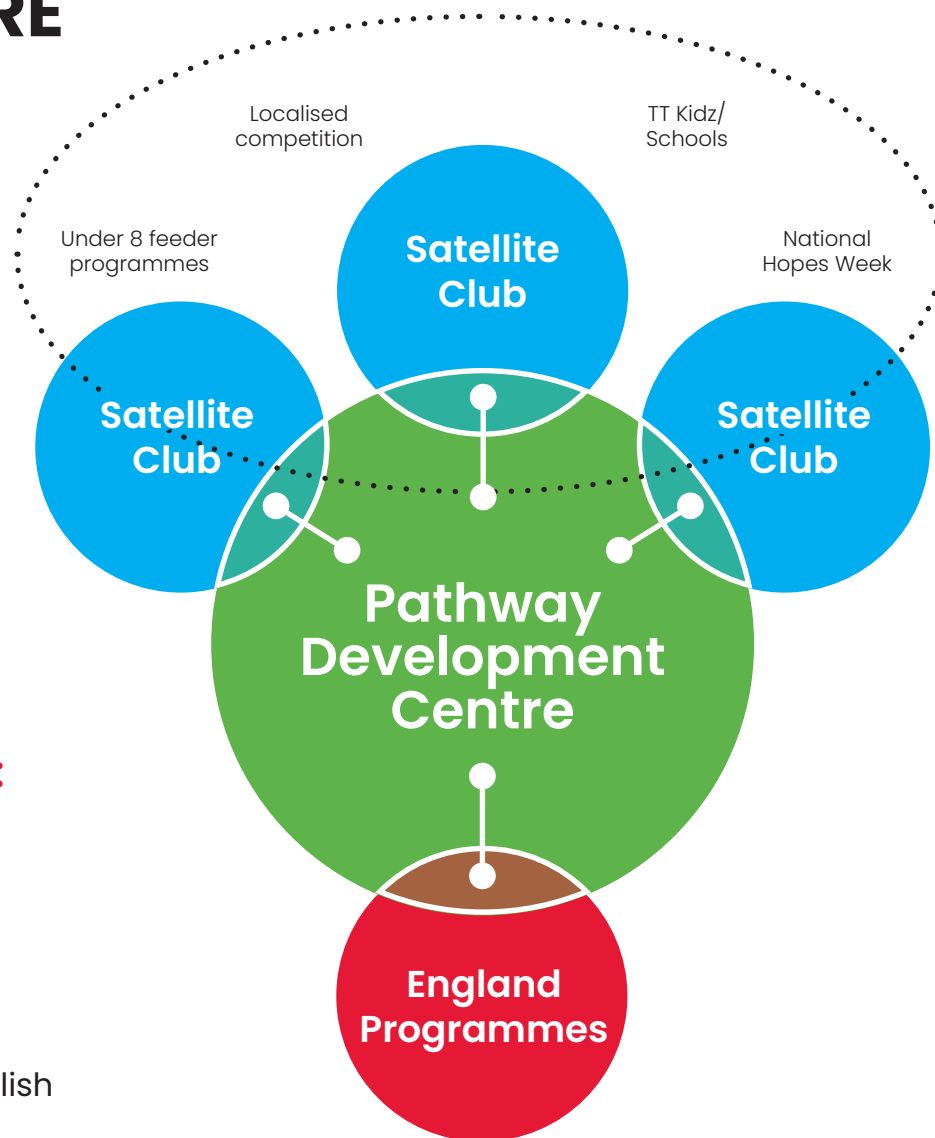 RE
Localised
competition
TT Kidz/
Schools
Under 8 feeder
programmes
National
Hopes Week
Satellite
Club
Satellite
Club
Satellite
Club
Pathway
Development
Centre
:
England
Programmes
lish